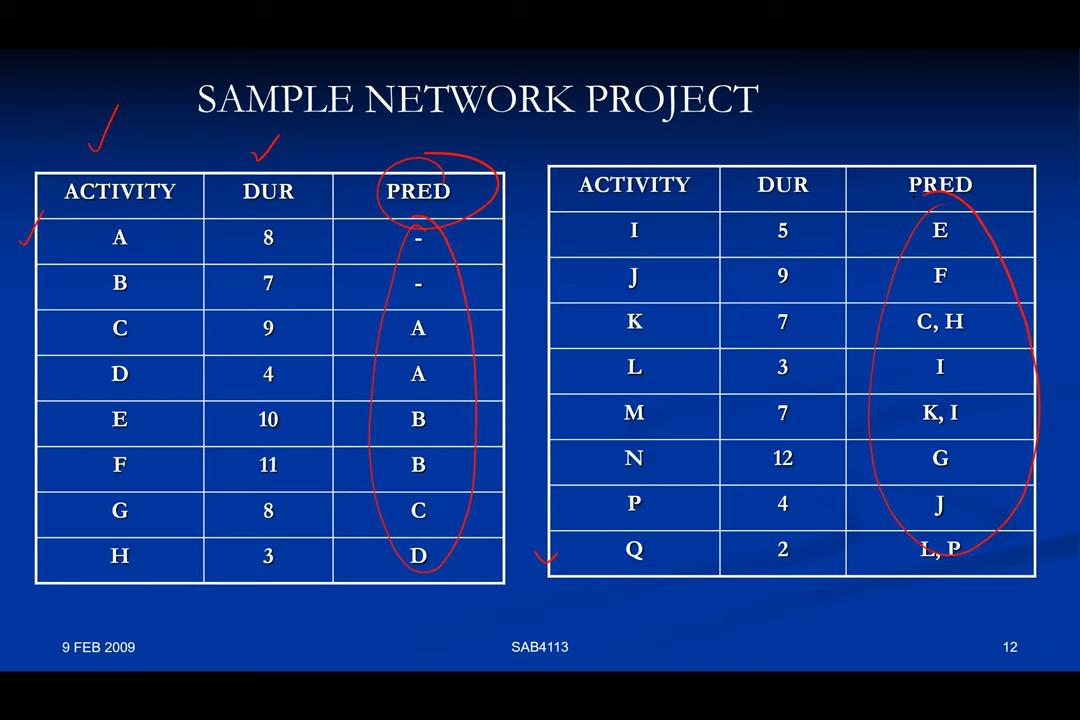 SAMPLE NETWORK PROJECT
ACTIVITY DUR PRED
A 8 -
B 7 -
C 9 A
D 4 A
E 10 B
F 11 B
G 8 C
H 3 D
ACTIVITY DUR PRED
I 5 E
J 9 F
K 7 C, H
L 3 I
M 7 K, I
N 12 G
P 4 J
Q 2 L, P
9 FEB 2009 SAB4113 12